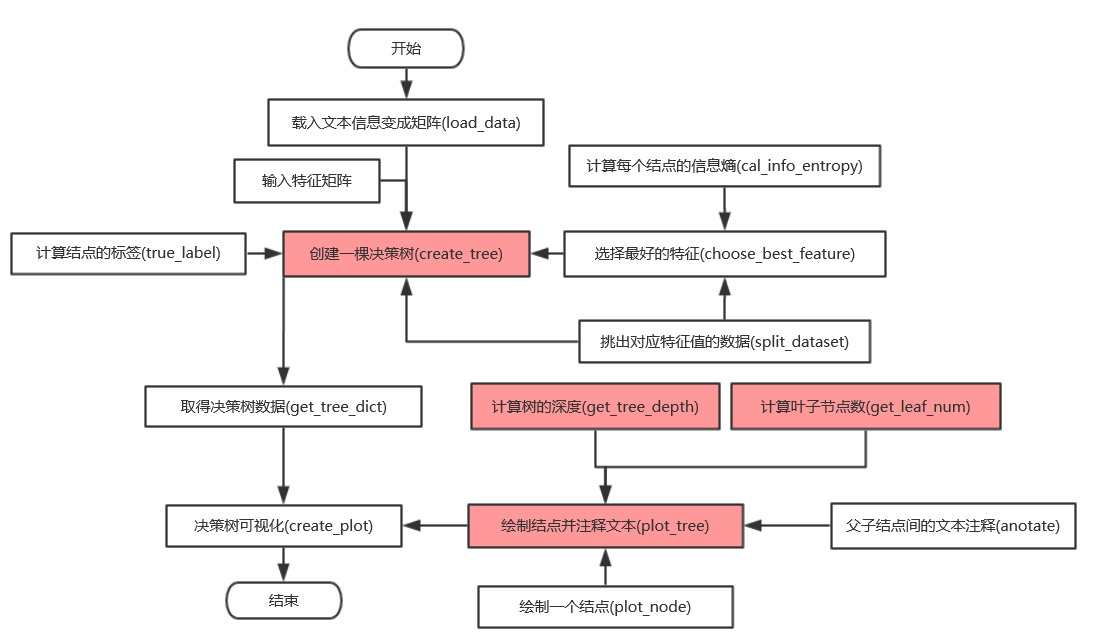 开始
载入文本信息变成矩阵(load_data)
计算每个结点的信息熵(cal_info_entropy)
输入特征矩阵
计算结点的标签(true_label)
创建一棵决策树(create_tree)
选择最好的特征(choose_best_feature)
挑出对应特征值的数据(split_dataset)
取得决策树数据(get_tree_dict)
计算树的深度(get_tree_depth)
计算叶子节点数(get_leaf_num)
决策树可视化(create_plot)
绘制结点并注释文本(plot_tree)
父子结点间的文本注释(anotate)
结束
绘制一个结点(plot_node)